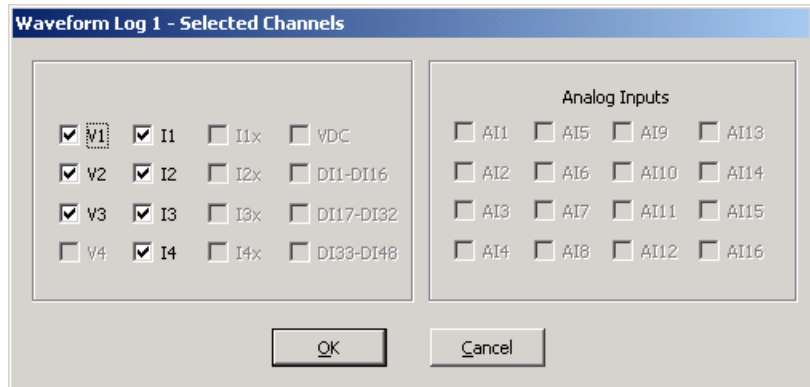 Waveform Log 1 - Selected Channels
Analog Inputs
V1 I1 I1x VDC AI1 AI5 AI9 AI13
V2 I2 I2x DI1-DI16 AI2 AI6 AI10 AI14
V3 I3 I3x DI17-DI32 AI3 AI7 AI11 AI15
V4 I4 I4x DI33-DI48 AI4 AI8 AI12 AI16
OK Cancel